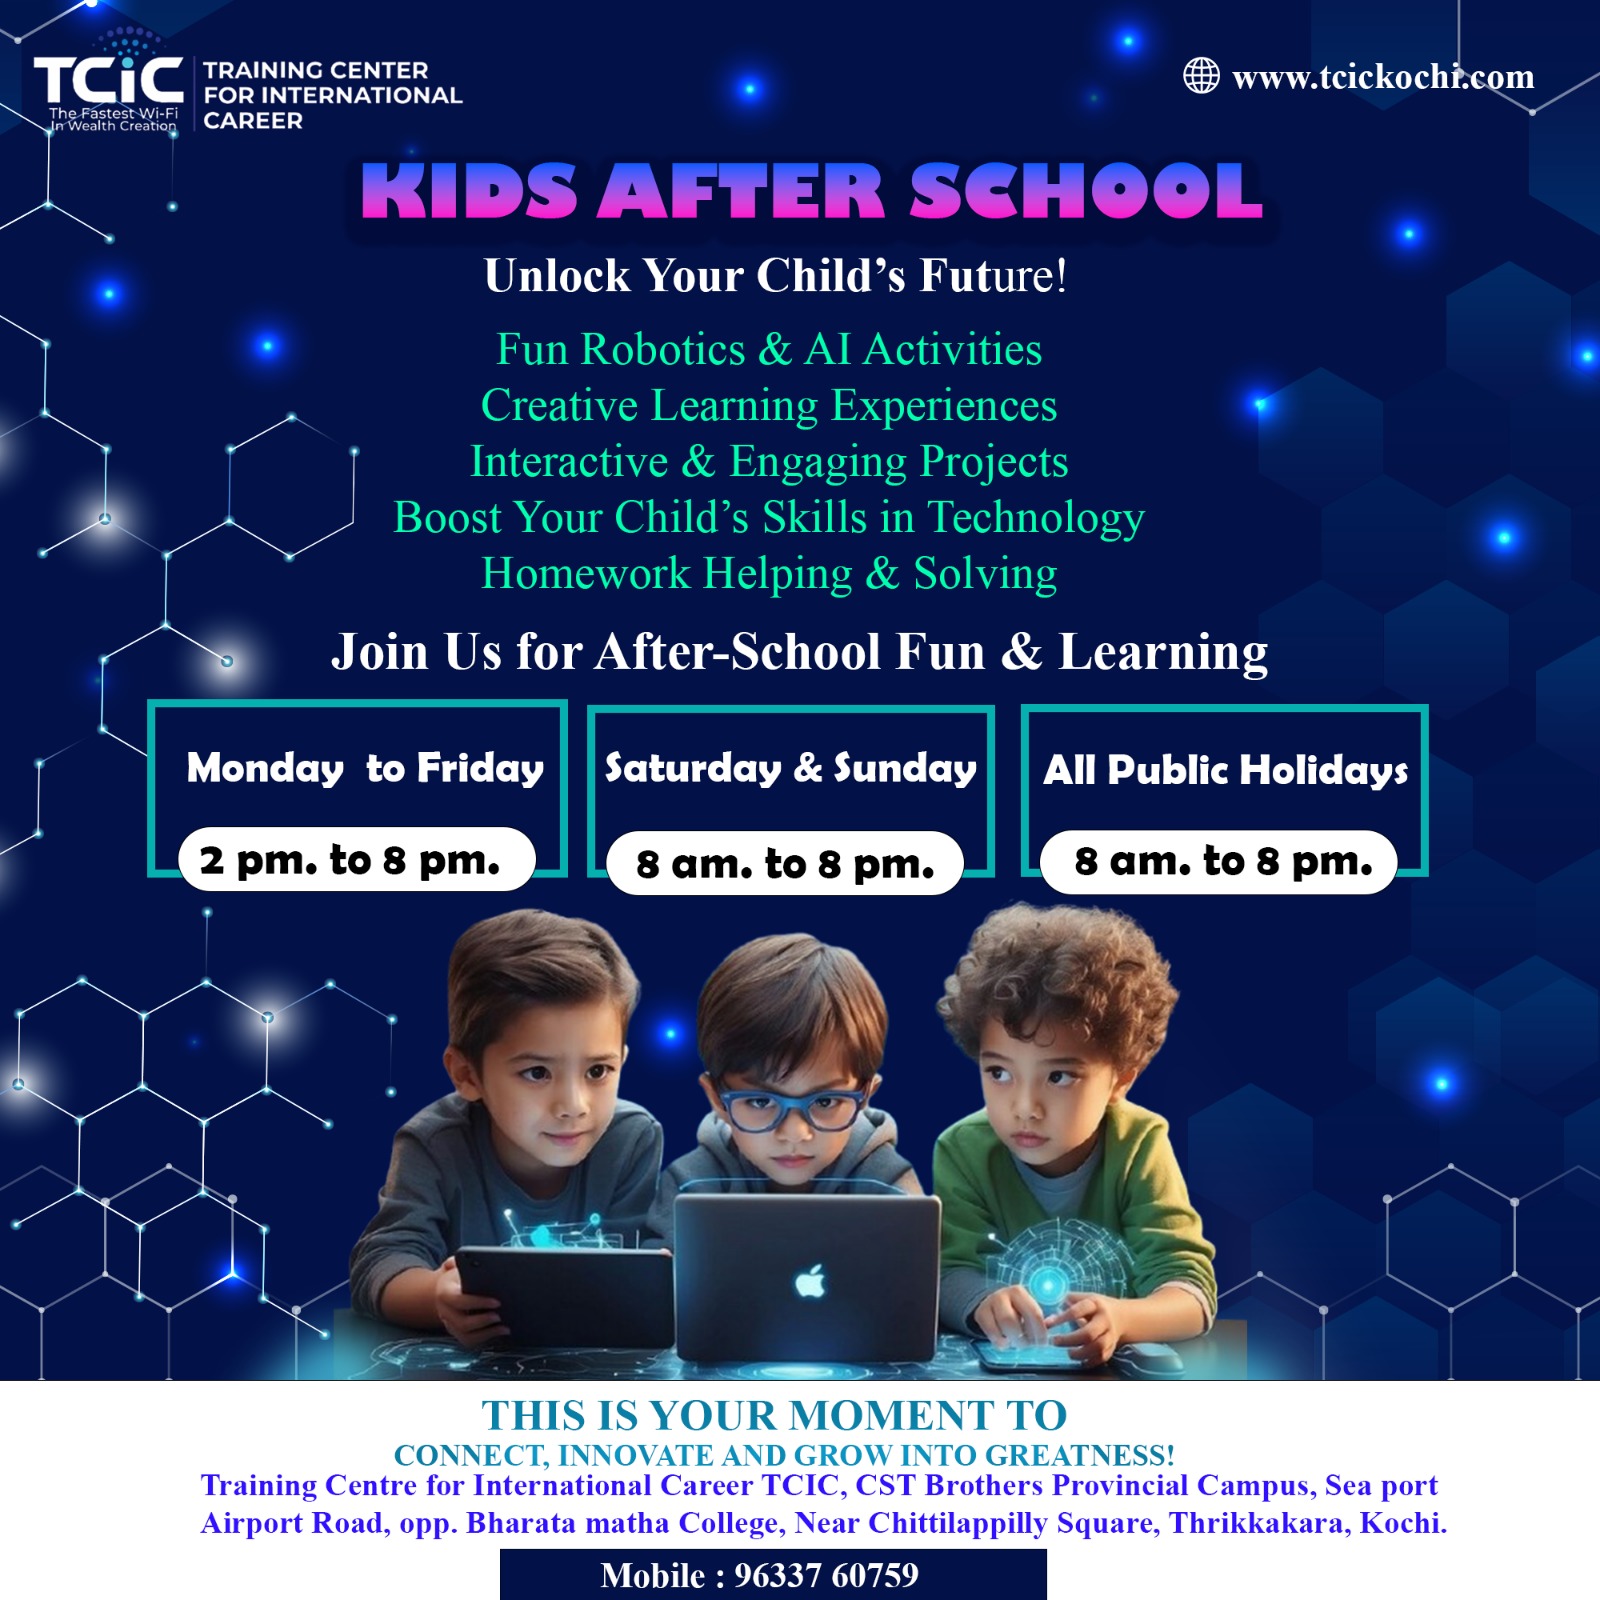 TCiC
The Fastest Wi-Fi
In Wealth Creation
TRAINING CENTER
FOR INTERNATIONAL
CAREER
www.tcickochi.com
KIDS AFTER SCHOOL
Unlock Your Child’s Future!
Fun Robotics & AI Activities
Creative Learning Experiences
Interactive & Engaging Projects
Boost Your Child’s Skills in Technology
Homework Helping & Solving
Join Us for After-School Fun & Learning
Monday to Friday
2 pm. to 8 pm.
Saturday & Sunday
8 am. to 8 pm.
All Public Holidays
8 am. to 8 pm.
THIS IS YOUR MOMENT TO
CONNECT, INNOVATE AND GROW INTO GREATNESS!
Training Centre for International Career TCIC, CST Brothers Provincial Campus, Sea port
Airport Road, opp. Bharata matha College, Near Chittilappilly Square, Thrikkakara, Kochi.
Mobile : 96337 60759